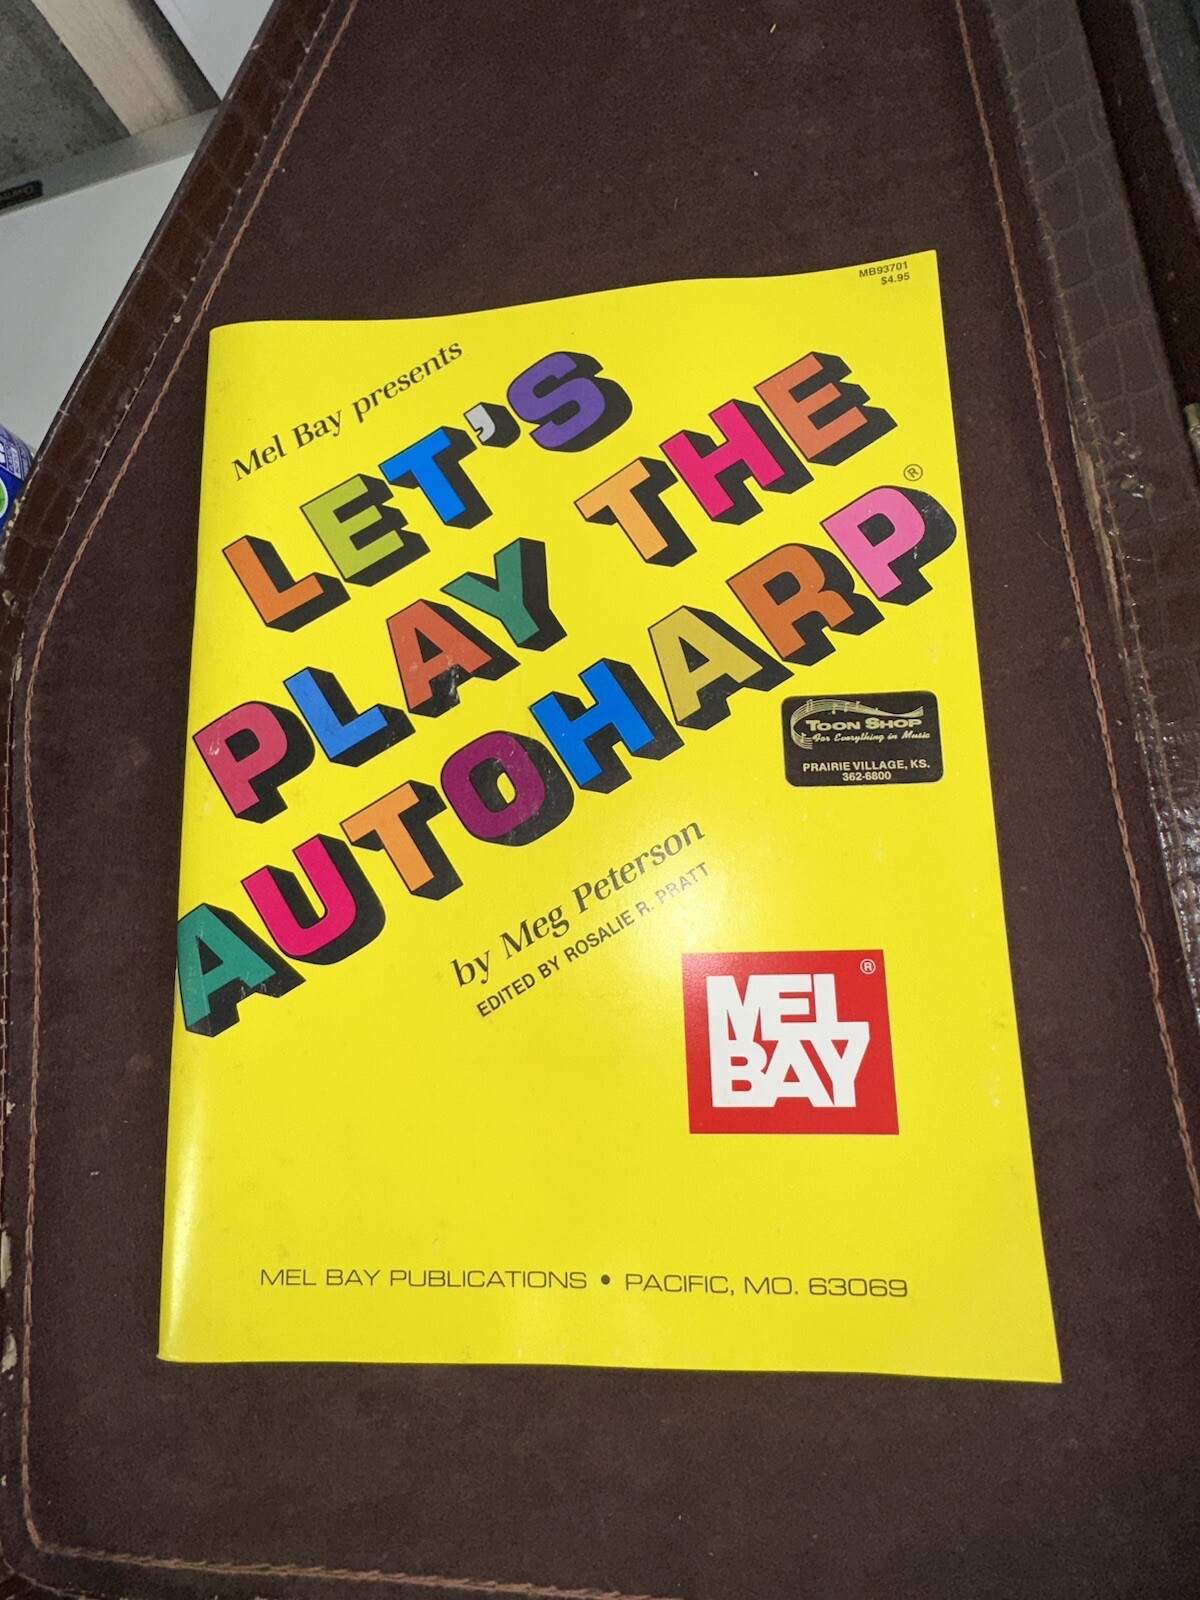 MB93701
$4.95
Mel Bay presents
LET'S
PLAY THE
AUTOHARP®
TOON SHOP
For Everything in Music
PRAIRIE VILLAGE, KS.
362-6800
by Meg Peterson
EDITED BY ROSALIE R. PRATT
MEL ®
BAY
MEL BAY PUBLICATIONS • PACIFIC, MO. 63069